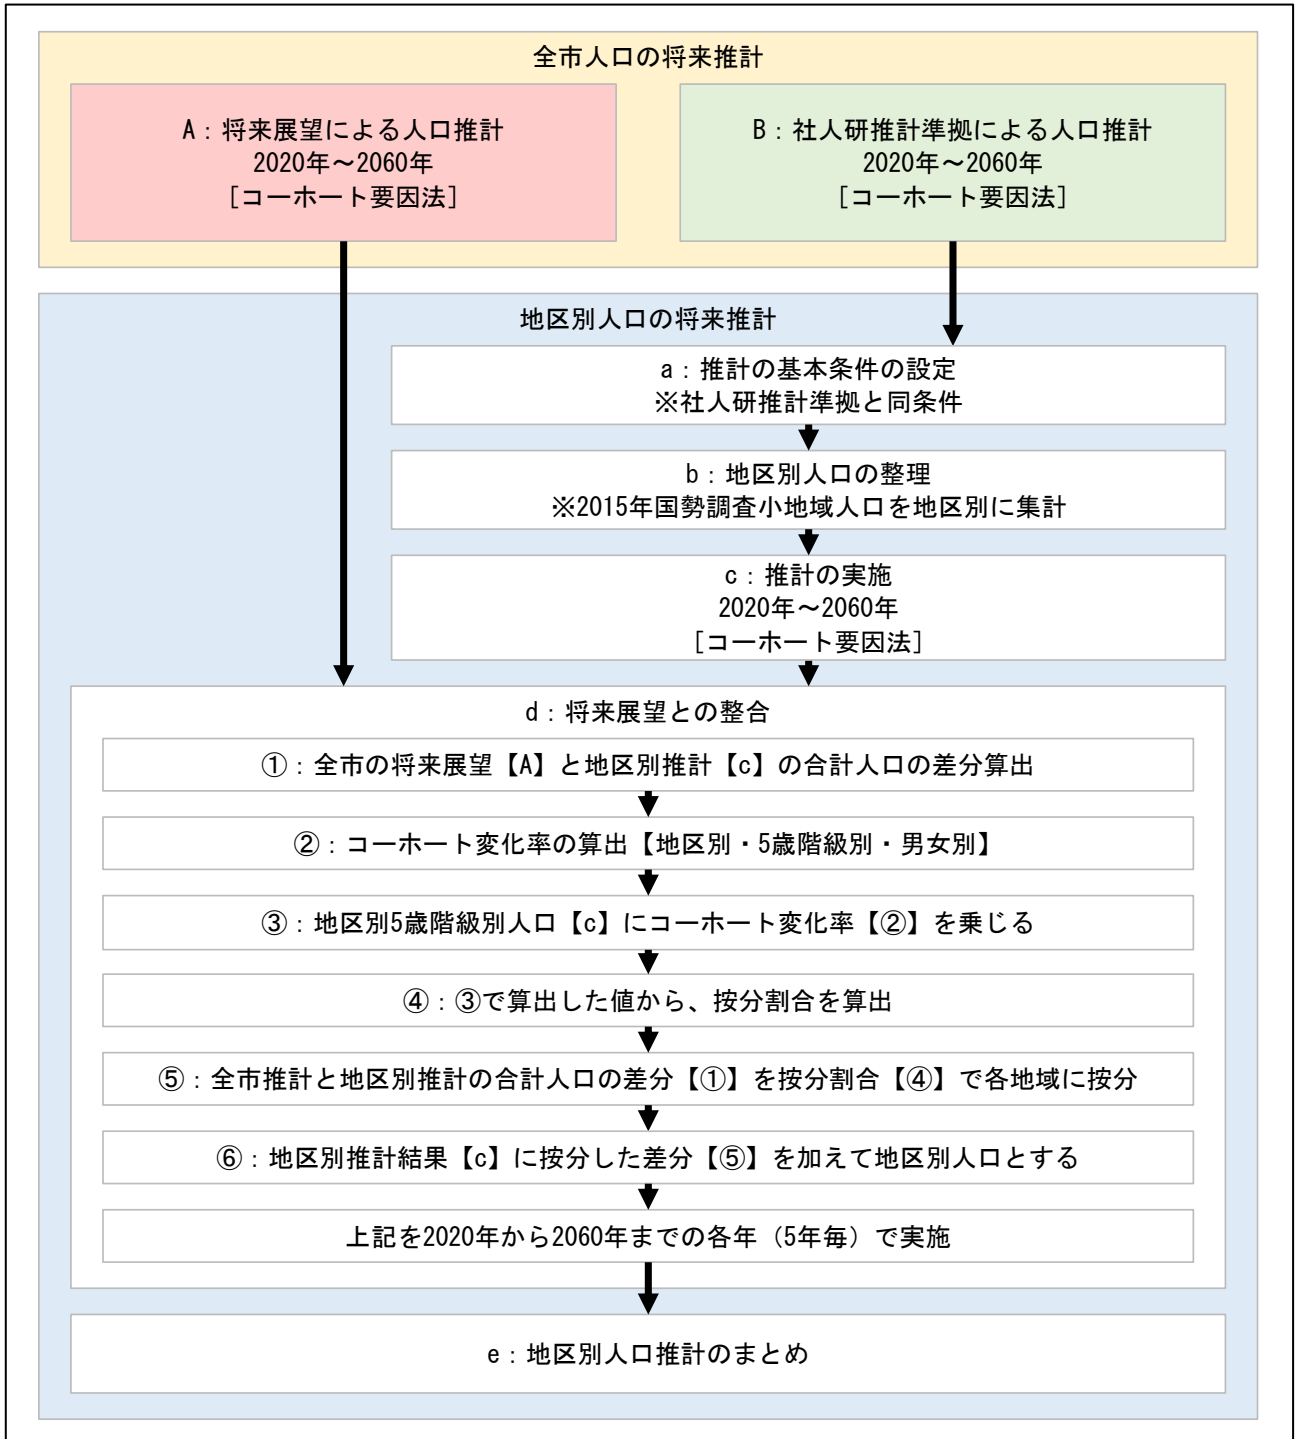 全市人口の将来推計
A：将来展望による人口推計
2020年～2060年
[コーホート要因法]
B：社人研推計準拠による人口推計
2020年～2060年
[コーホート要因法]
地区別人口の将来推計
a：推計の基本条件の設定
※社人研推計準拠と同条件
b：地区別人口の整理
※2015年国勢調査小地域人口を地区別に集計
c：推計の実施
2020年～2060年
[コーホート要因法]
d：将来展望との整合
①：全市の将来展望【A】と地区別推計【c】の合計人口の差分算出
②：コーホート変化率の算出【地区別・5歳階級別・男女別】
③：地区別5歳階級別人口【c】にコーホート変化率【②】を乗じる
④：③で算出した値から、按分割合を算出
⑤：全市推計と地区別推計の合計人口の差分【①】を按分割合【④】で各地域に按分
⑥：地区別推計結果【c】に按分した差分【⑤】を加えて地区別人口とする
上記を2020年から2060年までの各年（5年毎）で実施
e：地区別人口推計のまとめ